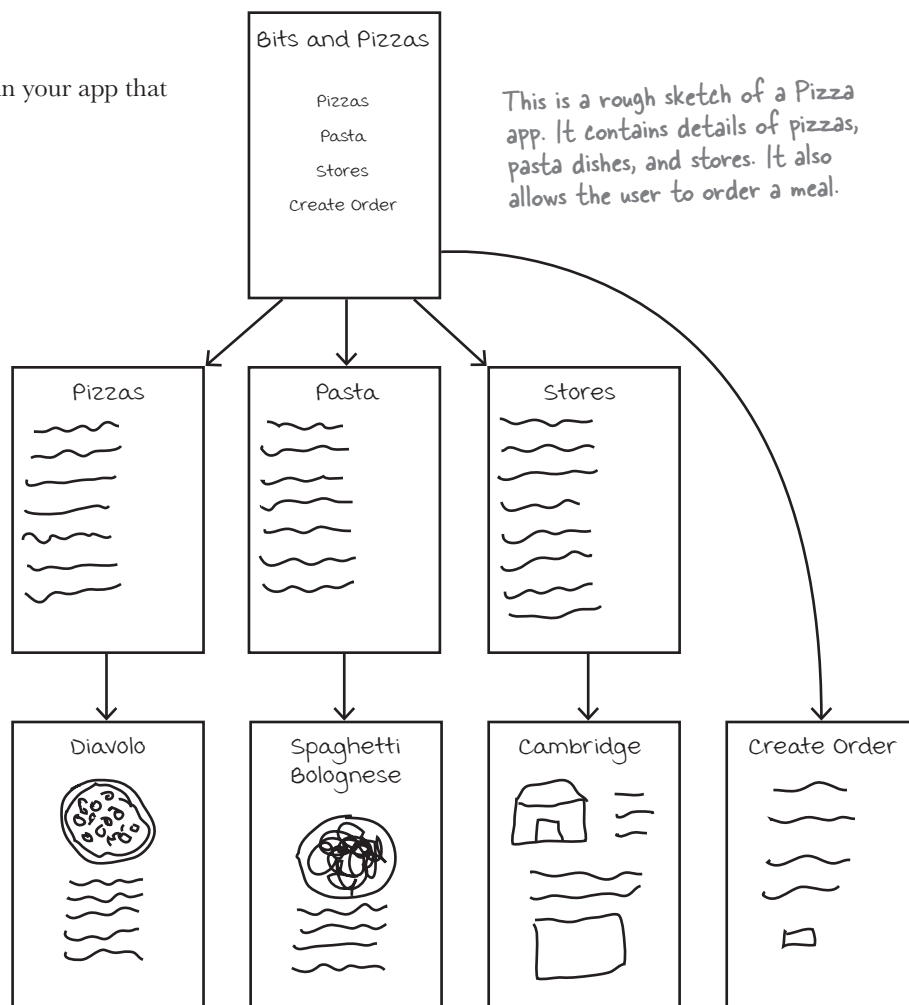 in your app that
Bits and Pizzas
Pizzas
Pasta
Stores
Create Order
This is a rough sketch of a Pizza
app. It contains details of pizzas,
pasta dishes, and stores. It also
allows the user to order a meal.
Pizzas
Pasta
Stores
Diavolo
Spaghetti
Bolognese
Cambridge
Create Order